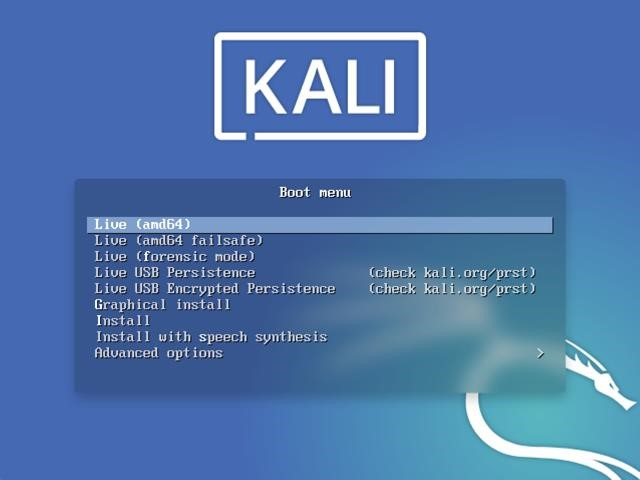 KALI
Boot menu
Live (amd64)
Live (amd64 failsafe)
Live (forensic mode)
Live USB Persistence (check kali.org/prst)
Live USB Encrypted Persistence (check kali.org/prst)
Graphical install
Install
Install with speech synthesis
Advanced options >